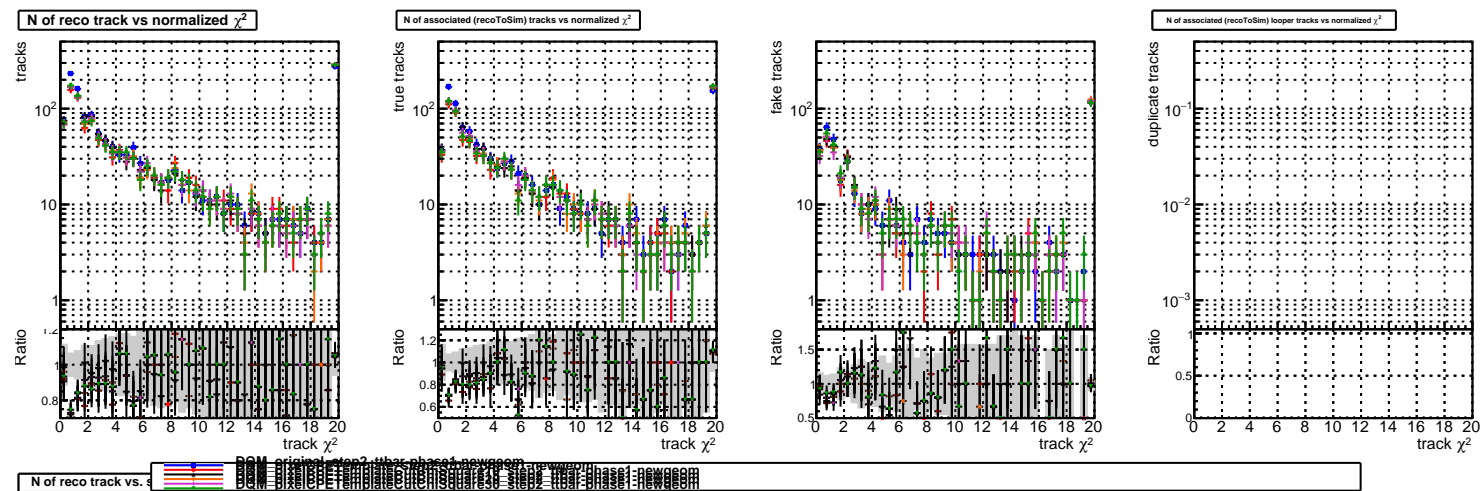 N of reco track vs normalized χ²
N of associated (recoToSim) tracks vs normalized χ²
N of associated (recoToSim) looper tracks vs normalized χ²
tracks
10²
10
1
Ratio
1.2
1
0.8
0 2 4 6 8 10 12 14 16 18 20
track χ²
true tracks
10²
10
1
Ratio
1.2
1
0.8
0.6
0 2 4 6 8 10 12 14 16 18 20
track χ²
fake tracks
10²
10
1
Ratio
1.5
1
0.5
0 2 4 6 8 10 12 14 16 18 20
track χ²
duplicate tracks
10⁻¹
10⁻²
10⁻³
Ratio
1
0.5
0
0 2 4 6 8 10 12 14 16 18 20
track χ²
N of reco track vs.